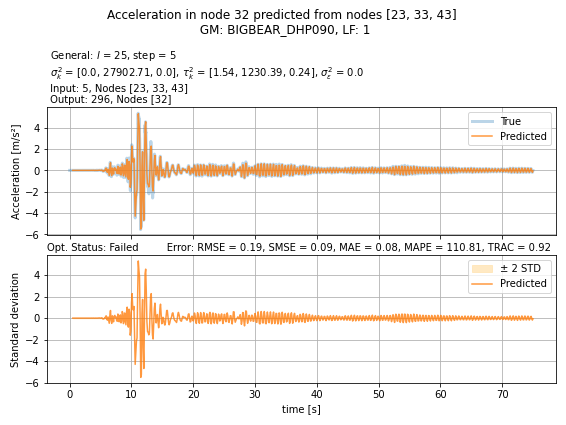 Acceleration in node 32 predicted from nodes [23, 33, 43]
GM: BIGBEAR_DHP090, LF: 1
General: l = 25, step = 5
σ²ₖ = [0.0, 27902.71, 0.0], τ²ₖ = [1.54, 1230.39, 0.24], σ²ε = 0.0
Input: 5, Nodes [23, 33, 43]
Output: 296, Nodes [32]
Acceleration [m/s²]
4
2
0
−2
−4
−6
True
Predicted
Opt. Status: Failed Error: RMSE = 0.19, SMSE = 0.09, MAE = 0.08, MAPE = 110.81, TRAC = 0.92
Standard deviation
4
2
0
−2
−4
−6
± 2 STD
Predicted
0 10 20 30 40 50 60 70
time [s]